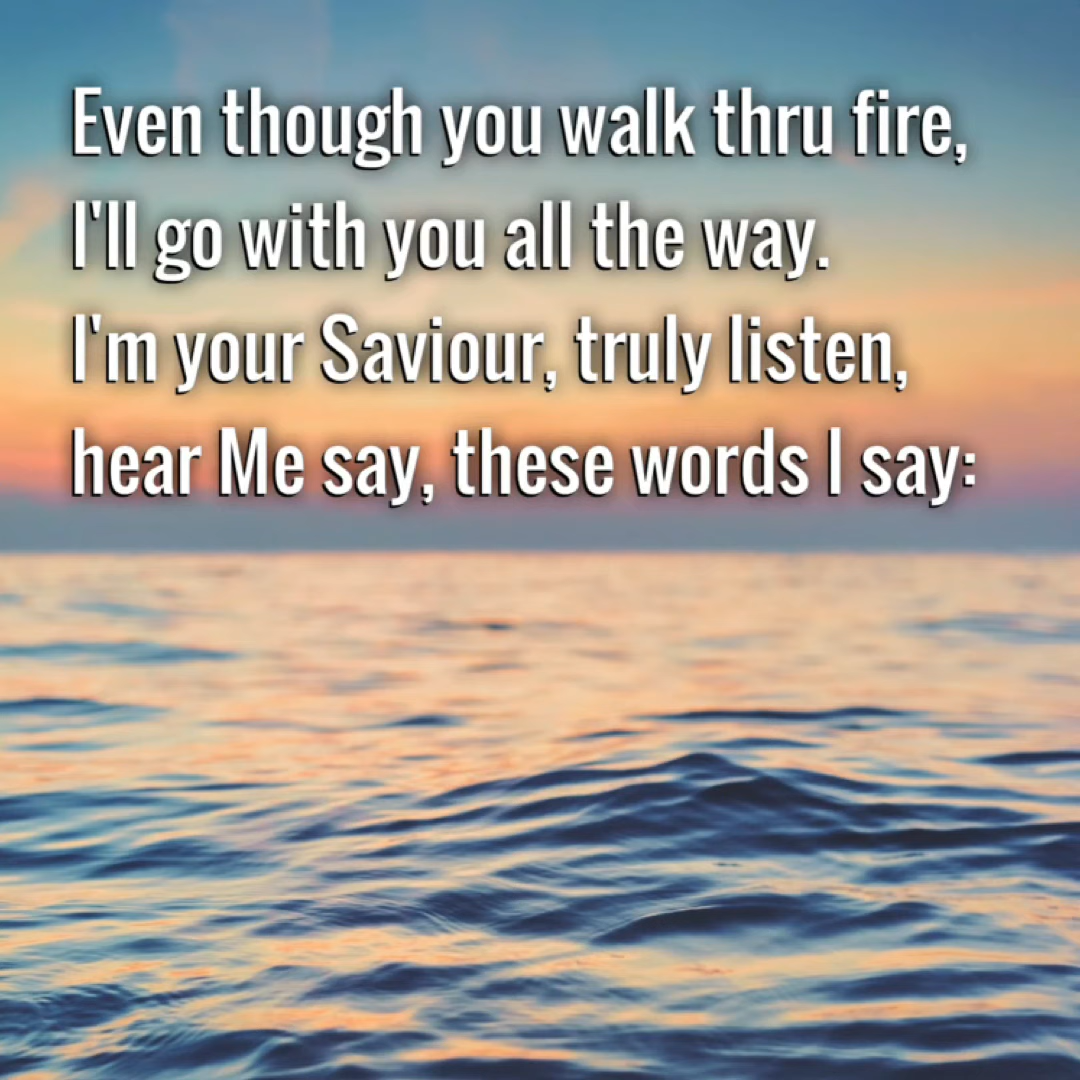 Even though you walk thru fire,
I'll go with you all the way.
I'm your Saviour, truly listen,
hear Me say, these words I say: